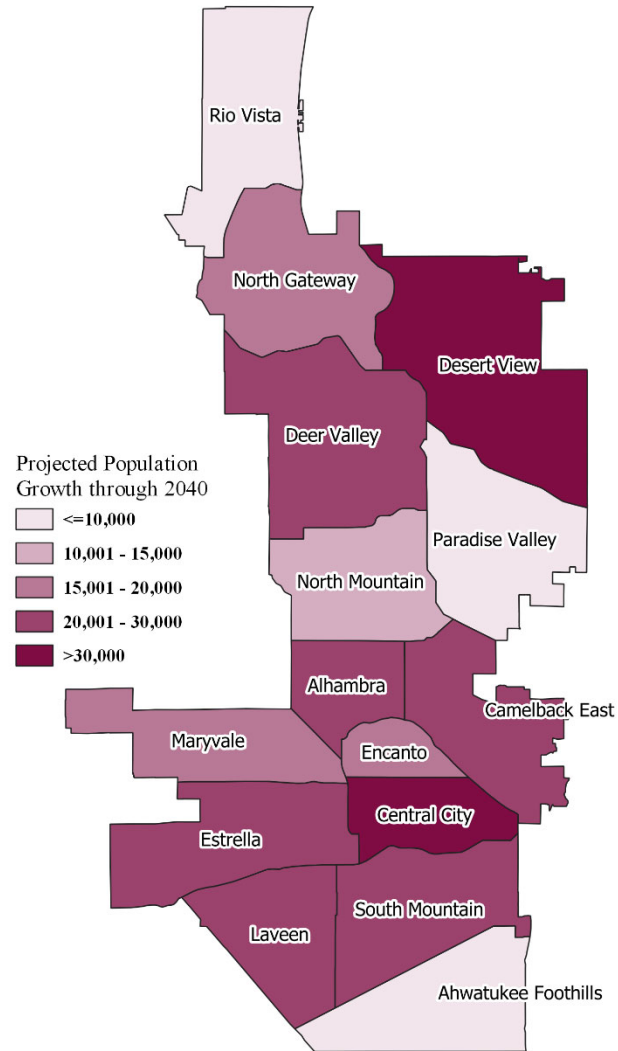 Rio Vista
North Gateway
Desert View
Deer Valley
Projected Population
Growth through 2040
<=10,000
10,001 - 15,000
15,001 - 20,000
20,001 - 30,000
>30,000
Paradise Valley
North Mountain
Alhambra
Camelback East
Maryvale
Encanto
Central City
Estrella
South Mountain
Laveen
Ahwatukee Foothills